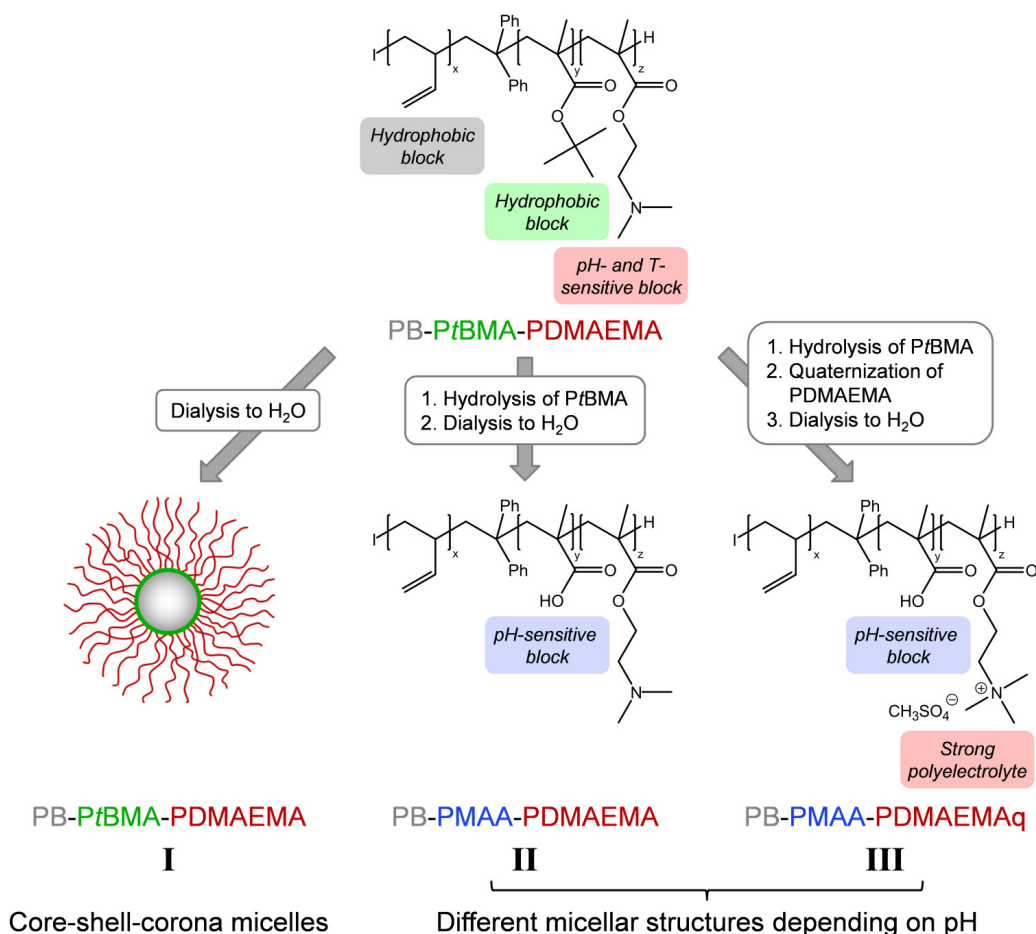 I
x
Ph
Ph
y
O
O
z
H
O
O
N
Hydrophobic
block
Hydrophobic
block
pH- and T-
sensitive block
PB-PtBMA-PDMAEMA
Dialysis to H₂O
1. Hydrolysis of PtBMA
2. Dialysis to H₂O
1. Hydrolysis of PtBMA
2. Quaternization of
PDMAEMA
3. Dialysis to H₂O
I
x
Ph
Ph
y
O
HO
z
H
O
O
N
pH-sensitive
block
I
x
Ph
Ph
y
O
HO
z
H
O
O
N
⊕
CH₃SO₄ ⊖
pH-sensitive
block
Strong
polyelectrolyte
PB-PtBMA-PDMAEMA
I
PB-PMAA-PDMAEMA
II
PB-PMAA-PDMAEMAq
III
Core-shell-corona micelles
Different micellar structures depending on pH